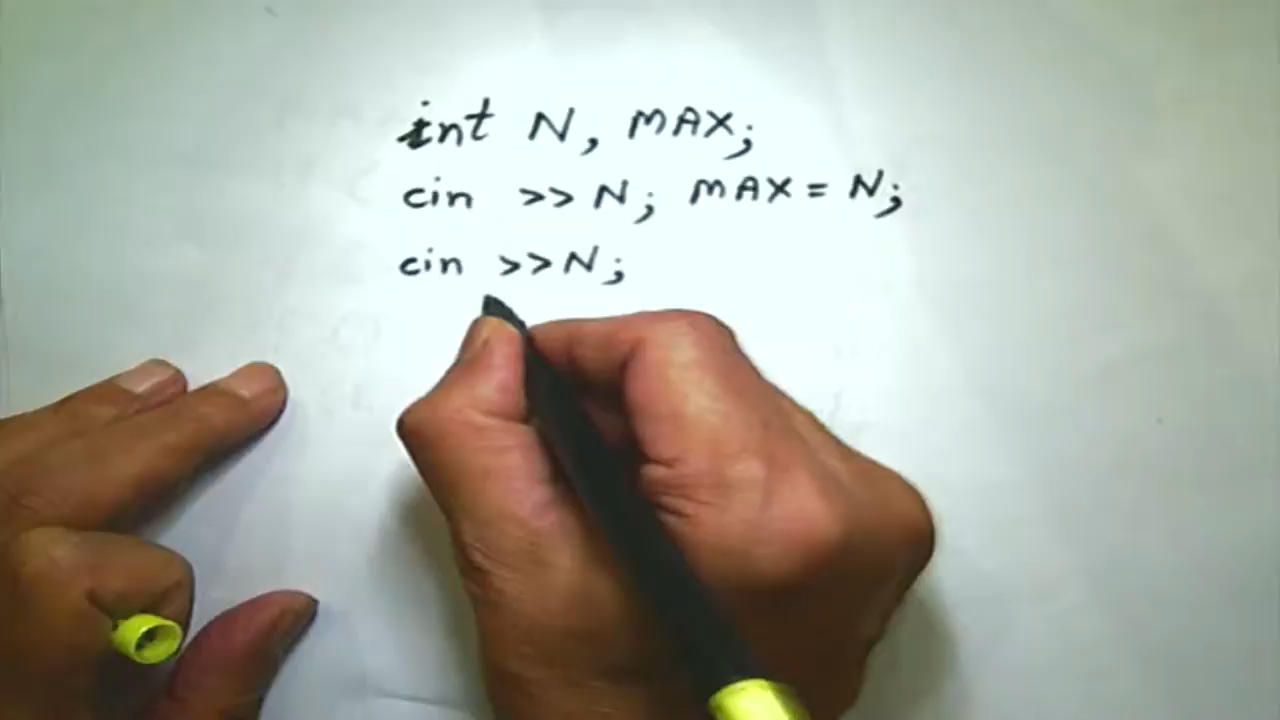 int N, MAX;
cin >> N; MAX = N;
cin >>N;